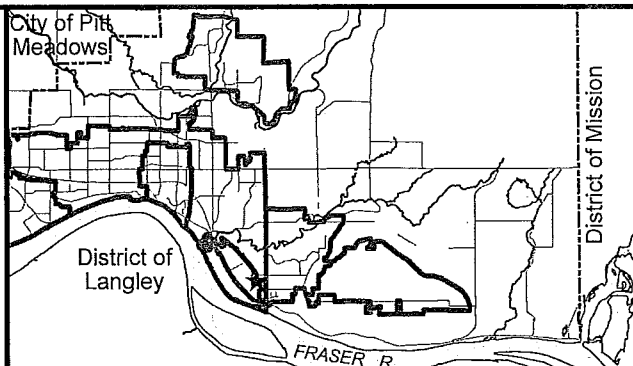 City of Pitt
Meadows
District of Mission
District of
Langley
FRASER R.